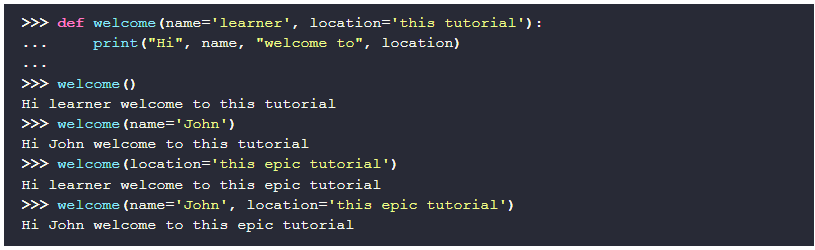 >>> def welcome(name='learner', location='this tutorial'):
...     print("Hi", name, "welcome to", location)
...
>>> welcome()
Hi learner welcome to this tutorial
>>> welcome(name='John')
Hi John welcome to this tutorial
>>> welcome(location='this epic tutorial')
Hi learner welcome to this epic tutorial
>>> welcome(name='John', location='this epic tutorial')
Hi John welcome to this epic tutorial